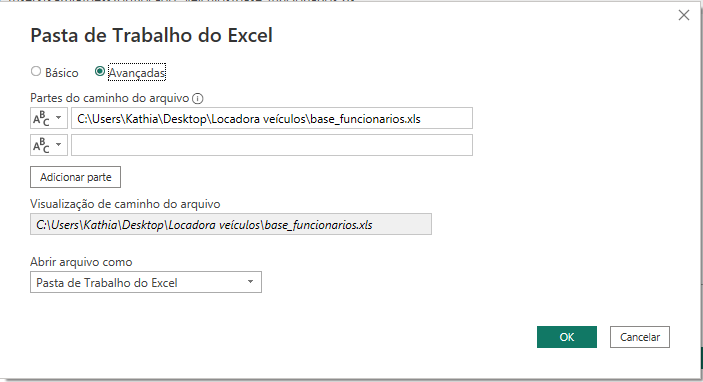 Pasta de Trabalho do Excel
Básico Avançadas
Partes do caminho do arquivo
ABC C:\Users\Kathia\Desktop\Locadora veículos\base_funcionarios.xls
ABC
Adicionar parte
Visualização de caminho do arquivo
C:\Users\Kathia\Desktop\Locadora veículos\base_funcionarios.xls
Abrir arquivo como
Pasta de Trabalho do Excel
OK Cancelar